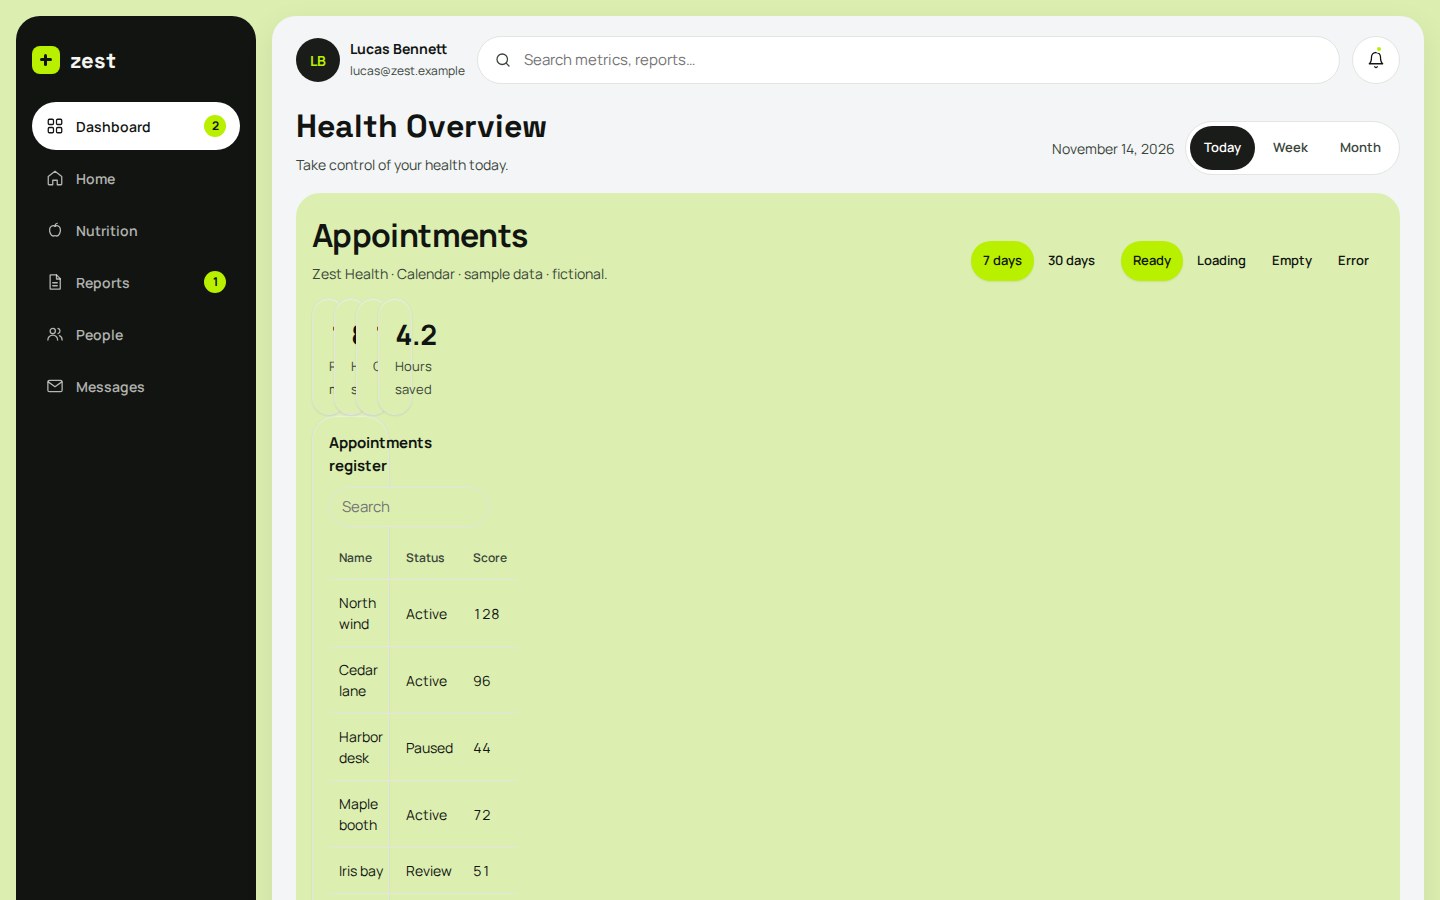 zest
Dashboard 2
Home
Nutrition
Reports 1
People
Messages
LB
Lucas Bennett
lucas@zest.example
Search metrics, reports...
Health Overview
Take control of your health today.
November 14, 2026
Today Week Month
Appointments
Zest Health · Calendar · sample data · fictional.
7 days 30 days Ready Loading Empty Error
4.2
Hours
saved
Appointments
register
Search
Name Status Score
North
wind
Active 128
Cedar
lane
Active 96
Harbor
desk
Paused 44
Maple
booth
Active 72
Iris bay Review 51